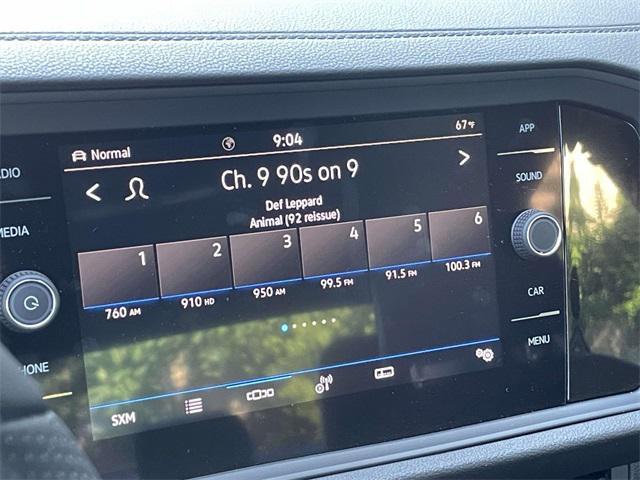 Normal 9:04 67°F
Ch. 9 90s on 9
Def Leppard
Animal (92 reissue)
1 2 3 4 5 6
760 AM 910 HD 950 AM 99.5 FM 91.5 FM 100.3 FM
SXM
MEDIA
APP
SOUND
CAR
MENU